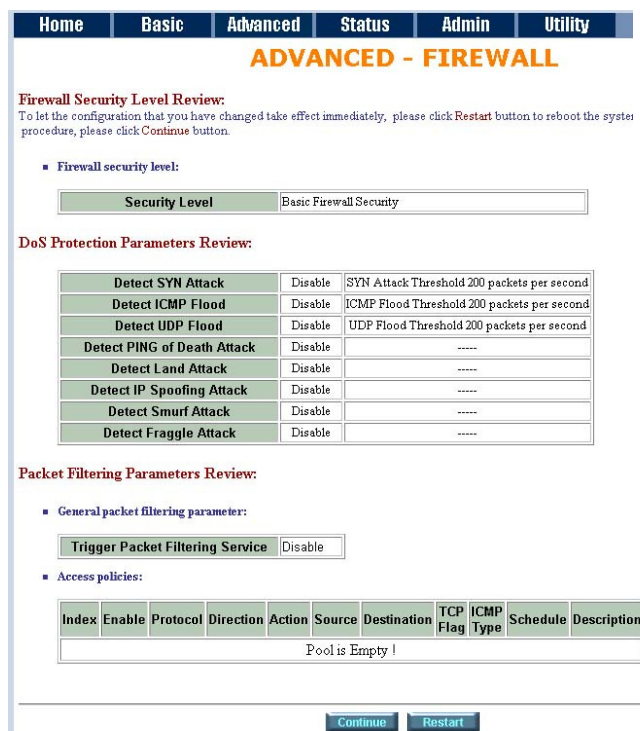 Home Basic Advanced Status Admin Utility
ADVANCED - FIREWALL
Firewall Security Level Review:
To let the configuration that you have changed take effect immediately, please click Restart button to reboot the syste
procedure, please click Continue button.
Firewall security level:
Security Level Basic Firewall Security
DoS Protection Parameters Review:
Detect SYN Attack Disable SYN Attack Threshold 200 packets per second
Detect ICMP Flood Disable ICMP Flood Threshold 200 packets per second
Detect UDP Flood Disable UDP Flood Threshold 200 packets per second
Detect PING of Death Attack Disable -----
Detect Land Attack Disable -----
Detect IP Spoofing Attack Disable -----
Detect Smurf Attack Disable -----
Detect Fraggle Attack Disable -----
Packet Filtering Parameters Review:
General packet filtering parameter:
Trigger Packet Filtering Service Disable
Access policies:
Index Enable Protocol Direction Action Source Destination TCP Flag ICMP Type Schedule Description
Pool is Empty !
Continue Restart